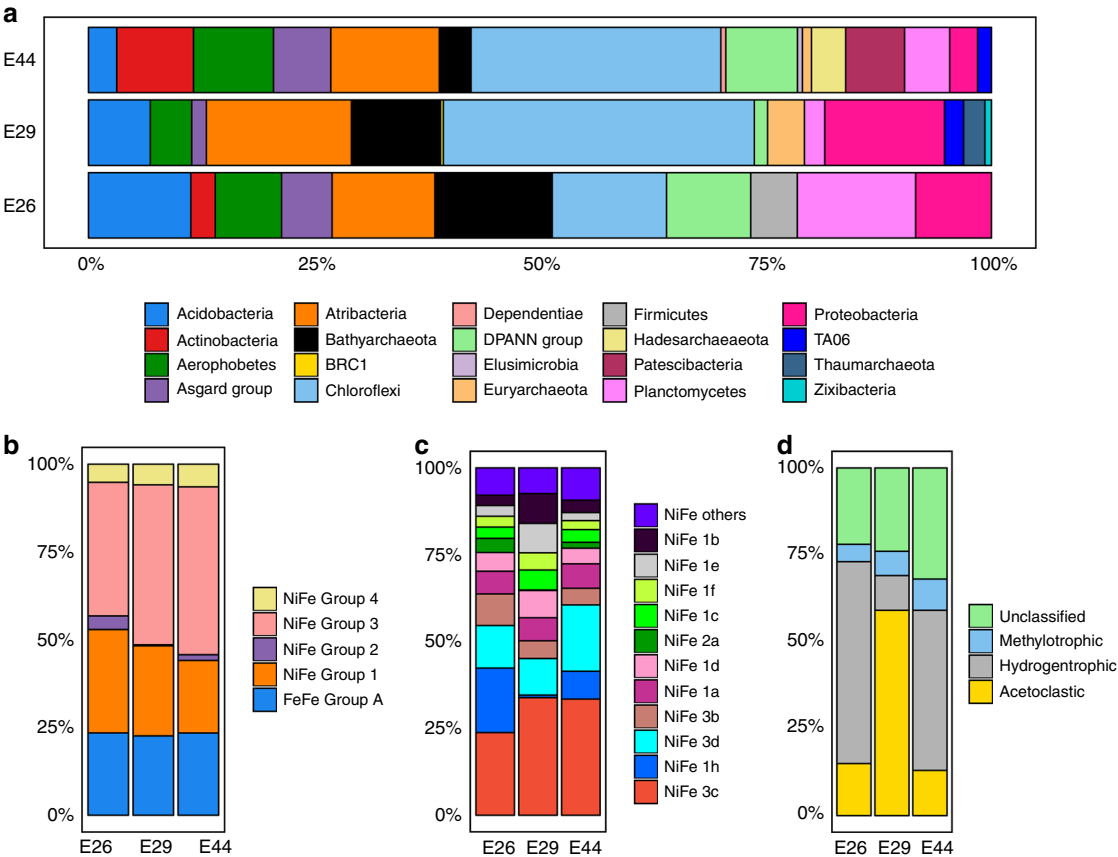 a
E44
E29
E26
0% 25% 50% 75% 100%
Acidobacteria Atribacteria Dependentiae Firmicutes Proteobacteria
Actinobacteria Bathyarchaeota DPANN group Hadesarchaeaeota TA06
Aerophobetes BRC1 Elusimicrobia Patescibacteria Thaumarchaeota
Asgard group Chloroflexi Euryarchaeota Planctomycetes Zixibacteria
b
100%
75%
50%
25%
0%
E26 E29 E44
NiFe Group 4
NiFe Group 3
NiFe Group 2
NiFe Group 1
FeFe Group A
c
100%
75%
50%
25%
0%
E26 E29 E44
NiFe others
NiFe 1b
NiFe 1e
NiFe 1f
NiFe 1c
NiFe 2a
NiFe 1d
NiFe 1a
NiFe 3b
NiFe 3d
NiFe 1h
NiFe 3c
d
100%
75%
50%
25%
0%
E26 E29 E44
Unclassified
Methylotrophic
Hydrogentrophic
Acetoclastic